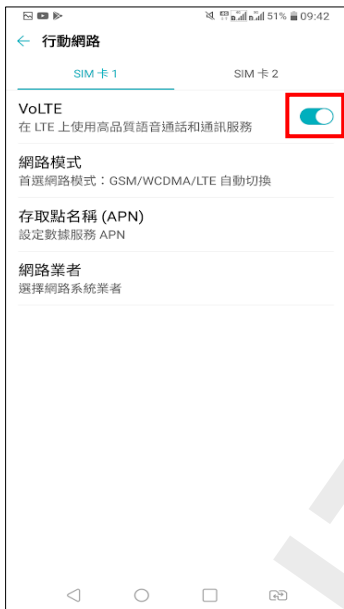 51% 09:42
行動網路
SIM 卡 1
SIM 卡 2
VoLTE
在 LTE 上使用高品質語音通話和通訊服務
網路模式
首選網路模式：GSM/WCDMA/LTE 自動切換
存取點名稱 (APN)
設定數據服務 APN
網路業者
選擇網路系統業者